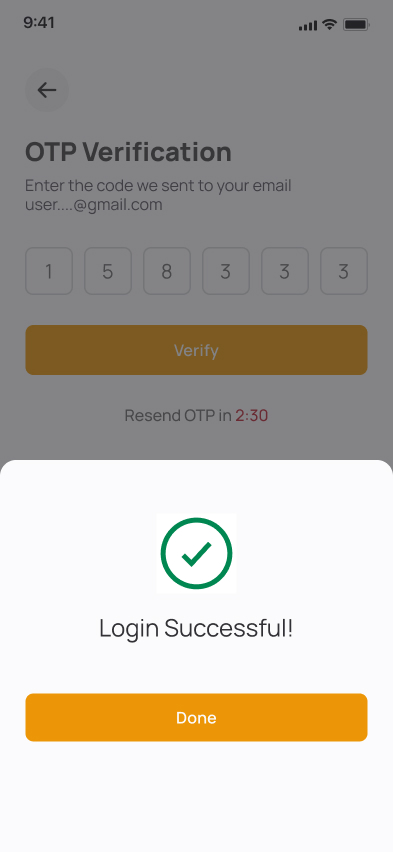 9:41
OTP Verification
Enter the code we sent to your email
user....@gmail.com
1 5 8 3 3 3
Verify
Resend OTP in 2:30
Login Successful!
Done